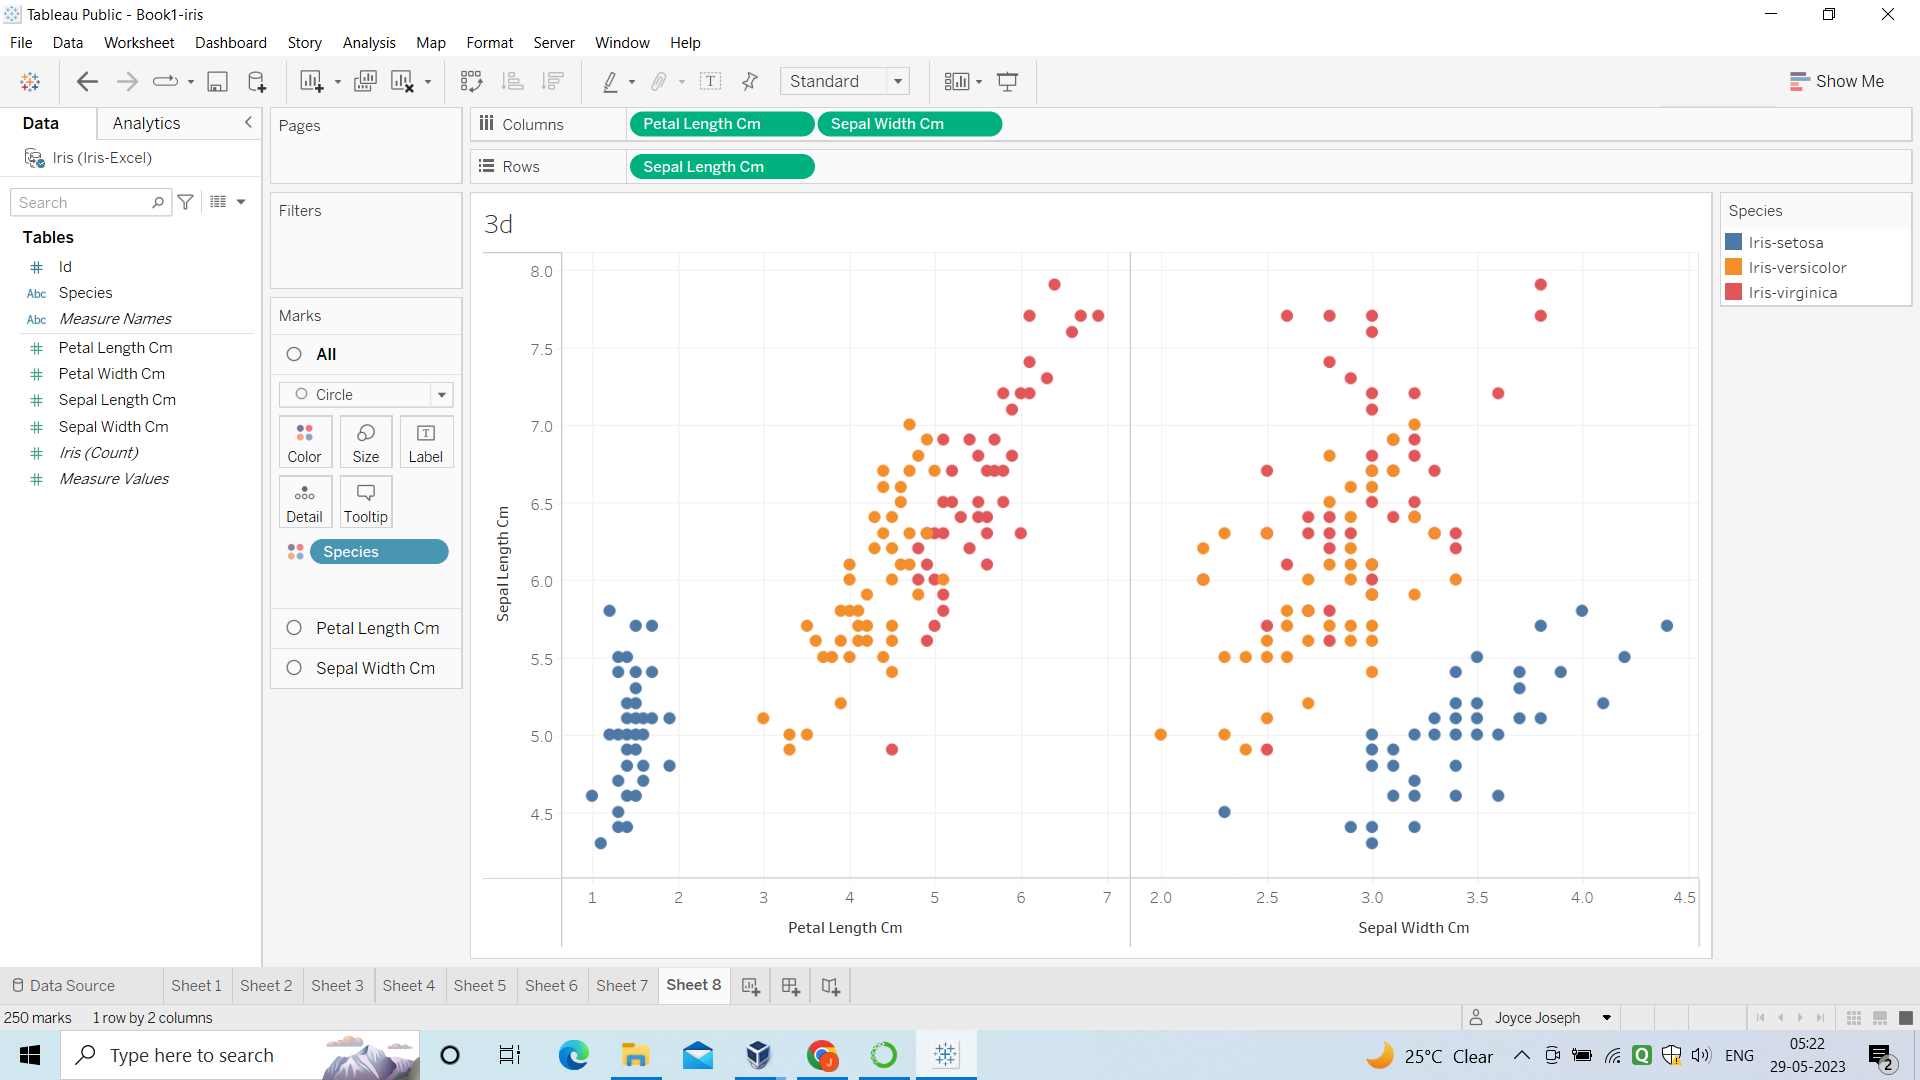 Tableau Public - Book1-iris
File Data Worksheet Dashboard Story Analysis Map Format Server Window Help
Standard
Show Me
Data Analytics
Iris (Iris-Excel)
Search
Tables
Id
Abc Species
Abc Measure Names
Petal Length Cm
Petal Width Cm
Sepal Length Cm
Sepal Width Cm
Iris (Count)
Measure Values
Pages
Filters
Marks
All
Circle
Color Size Label
Detail Tooltip
Species
Petal Length Cm
Sepal Width Cm
Columns Petal Length Cm Sepal Width Cm
Rows Sepal Length Cm
3d
Sepal Length Cm
8.0
7.5
7.0
6.5
6.0
5.5
5.0
4.5
1 2 3 4 5 6 7 2.0 2.5 3.0 3.5 4.0 4.5
Petal Length Cm Sepal Width Cm
Species
Iris-setosa
Iris-versicolor
Iris-virginica
Data Source Sheet 1 Sheet 2 Sheet 3 Sheet 4 Sheet 5 Sheet 6 Sheet 7 Sheet 8
250 marks 1 row by 2 columns Joyce Joseph
Type here to search
25°C Clear
ENG
05:22
29-05-2023
2